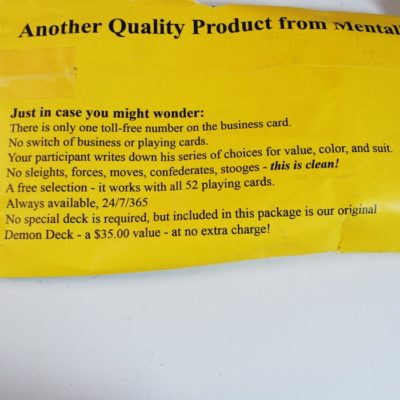 Another Quality Product from Mental
Just in case you might wonder:
There is only one toll-free number on the business card.
No switch of business or playing cards.
Your participant writes down his series of choices for value, color, and suit.
No sleights, forces, moves, confederates, stooges - this is clean!
A free selection - it works with all 52 playing cards.
Always available, 24/7/365
No special deck is required, but included in this package is our original
Demon Deck - a $35.00 value - at no extra charge!